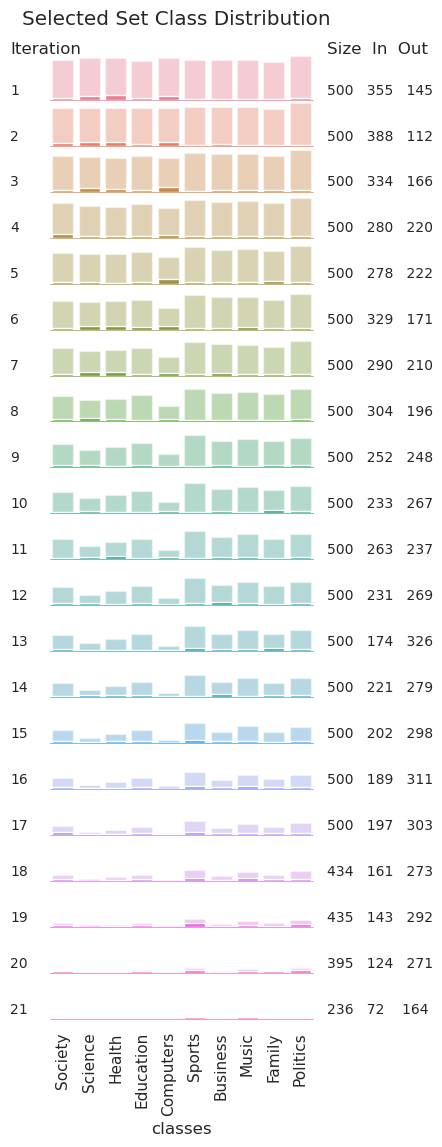 Selected Set Class Distribution
Iteration Size In Out
1 500 355 145
2 500 388 112
3 500 334 166
4 500 280 220
5 500 278 222
6 500 329 171
7 500 290 210
8 500 304 196
9 500 252 248
10 500 233 267
11 500 263 237
12 500 231 269
13 500 174 326
14 500 221 279
15 500 202 298
16 500 189 311
17 500 197 303
18 434 161 273
19 435 143 292
20 395 124 271
21 236 72 164
Society Science Health Education Computers Sports Business Music Family Politics
classes